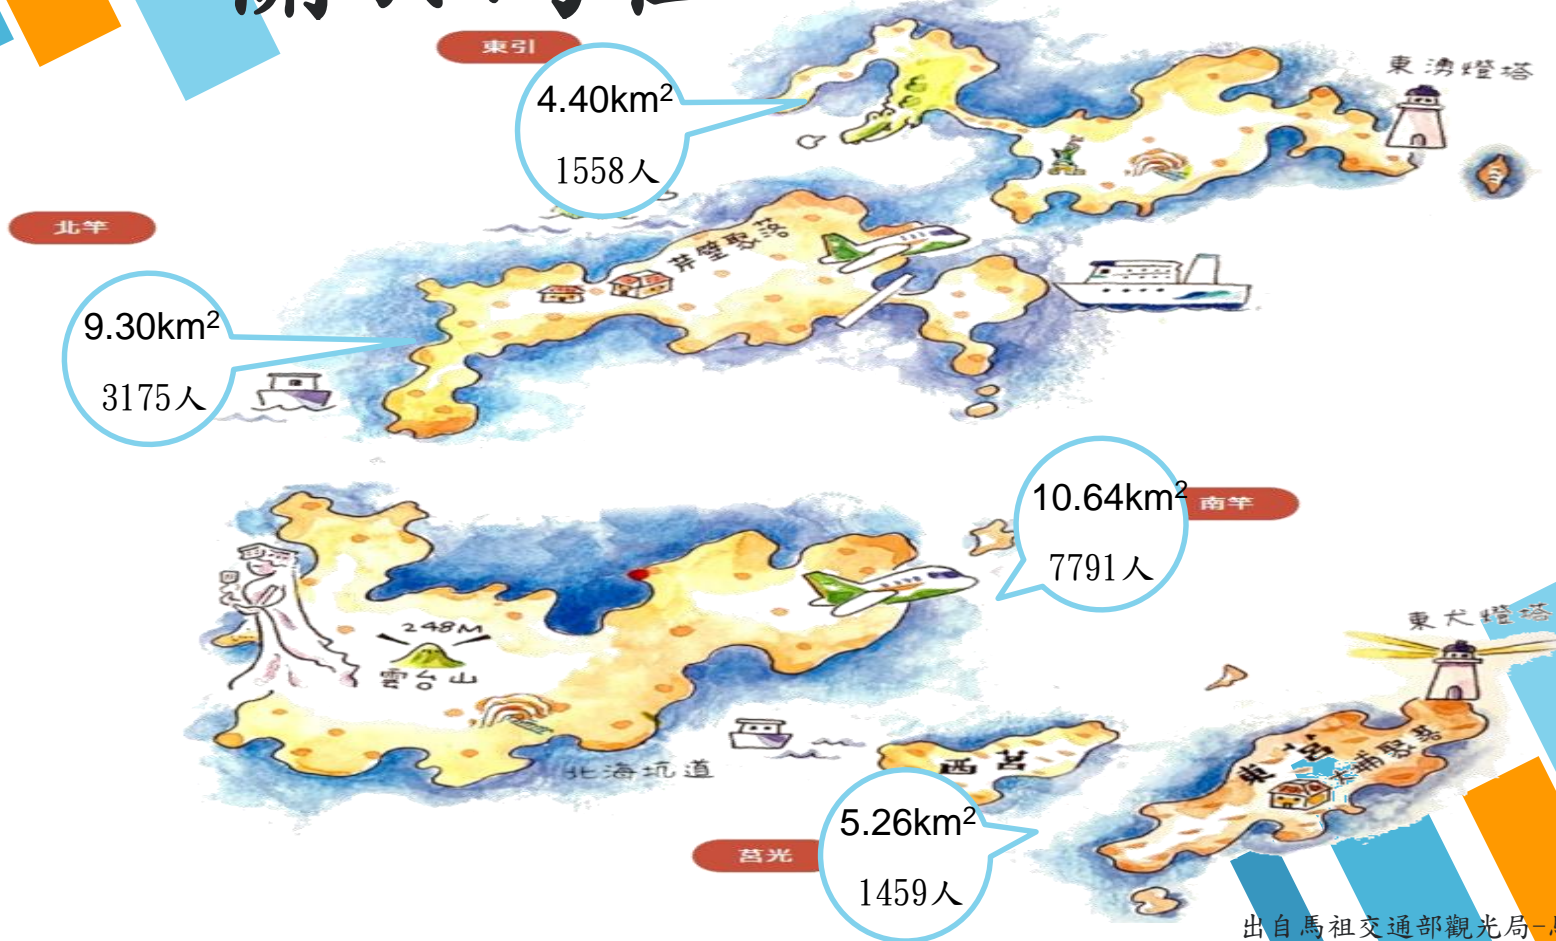 東引
4.40km²
1558人
東湧燈塔
北竿
芹壁聚落
9.30km²
3175人
10.64km²
7791人
南竿
248M
雲台山
北海坑道
東犬燈塔
西莒
東莒
大浦聚落
5.26km²
1459人
莒光
出自馬祖交通部觀光局-